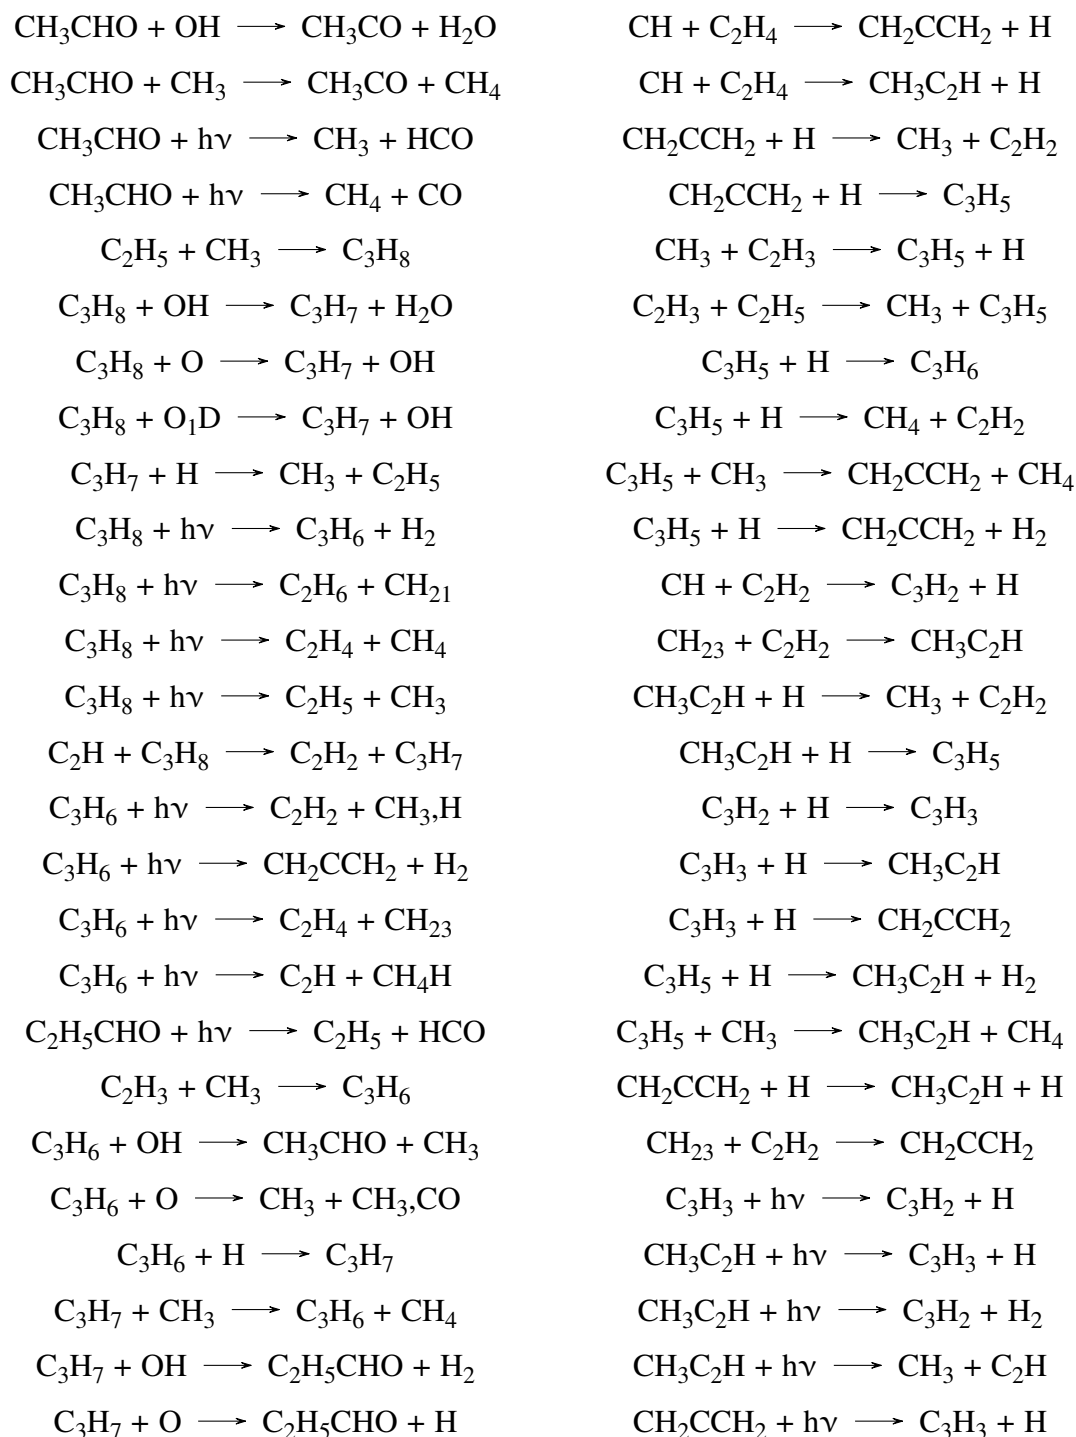 CH₃CHO + OH ⟶ CH₃CO + H₂O
CH₃CHO + CH₃ ⟶ CH₃CO + CH₄
CH₃CHO + hν ⟶ CH₃ + HCO
CH₃CHO + hν ⟶ CH₄ + CO
C₂H₅ + CH₃ ⟶ C₃H₈
C₃H₈ + OH ⟶ C₃H₇ + H₂O
C₃H₈ + O ⟶ C₃H₇ + OH
C₃H₈ + O₁D ⟶ C₃H₇ + OH
C₃H₇ + H ⟶ CH₃ + C₂H₅
C₃H₈ + hν ⟶ C₃H₆ + H₂
C₃H₈ + hν ⟶ C₂H₆ + CH₂₁
C₃H₈ + hν ⟶ C₂H₄ + CH₄
C₃H₈ + hν ⟶ C₂H₅ + CH₃
C₂H + C₃H₈ ⟶ C₂H₂ + C₃H₇
C₃H₆ + hν ⟶ C₂H₂ + CH₃,H
C₃H₆ + hν ⟶ CH₂CCH₂ + H₂
C₃H₆ + hν ⟶ C₂H₄ + CH₂₃
C₃H₆ + hν ⟶ C₂H + CH₄H
C₂H₅CHO + hν ⟶ C₂H₅ + HCO
C₂H₃ + CH₃ ⟶ C₃H₆
C₃H₆ + OH ⟶ CH₃CHO + CH₃
C₃H₆ + O ⟶ CH₃ + CH₃,CO
C₃H₆ + H ⟶ C₃H₇
C₃H₇ + CH₃ ⟶ C₃H₆ + CH₄
C₃H₇ + OH ⟶ C₂H₅CHO + H₂
C₃H₇ + O ⟶ C₂H₅CHO + H
CH + C₂H₄ ⟶ CH₂CCH₂ + H
CH + C₂H₄ ⟶ CH₃C₂H + H
CH₂CCH₂ + H ⟶ CH₃ + C₂H₂
CH₂CCH₂ + H ⟶ C₃H₅
CH₃ + C₂H₃ ⟶ C₃H₅ + H
C₂H₃ + C₂H₅ ⟶ CH₃ + C₃H₅
C₃H₅ + H ⟶ C₃H₆
C₃H₅ + H ⟶ CH₄ + C₂H₂
C₃H₅ + CH₃ ⟶ CH₂CCH₂ + CH₄
C₃H₅ + H ⟶ CH₂CCH₂ + H₂
CH + C₂H₂ ⟶ C₃H₂ + H
CH₂₃ + C₂H₂ ⟶ CH₃C₂H
CH₃C₂H + H ⟶ CH₃ + C₂H₂
CH₃C₂H + H ⟶ C₃H₅
C₃H₂ + H ⟶ C₃H₃
C₃H₃ + H ⟶ CH₃C₂H
C₃H₃ + H ⟶ CH₂CCH₂
C₃H₅ + H ⟶ CH₃C₂H + H₂
C₃H₅ + CH₃ ⟶ CH₃C₂H + CH₄
CH₂CCH₂ + H ⟶ CH₃C₂H + H
CH₂₃ + C₂H₂ ⟶ CH₂CCH₂
C₃H₃ + hν ⟶ C₃H₂ + H
CH₃C₂H + hν ⟶ C₃H₃ + H
CH₃C₂H + hν ⟶ C₃H₂ + H₂
CH₃C₂H + hν ⟶ CH₃ + C₂H
CH₂CCH₂ + hν ⟶ C₃H₃ + H